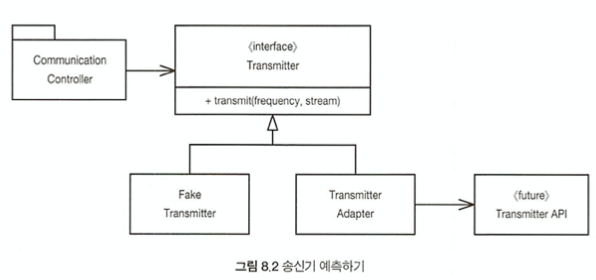 Communication
Controller
〈interface〉
Transmitter
+ transmit(frequency, stream)
Fake
Transmitter
Transmitter
Adapter
〈future〉
Transmitter API
그림 8.2 송신기 예측하기